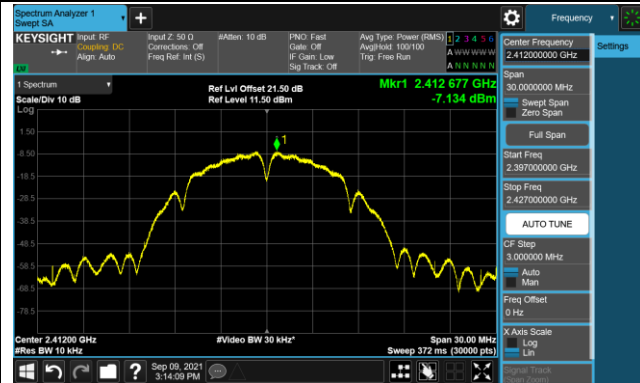 Spectrum Analyzer 1
Swept SA
Frequency
KEYSIGHT
Input: RF
Coupling: DC
Align: Auto
Input Z: 50 Ω
Corrections: Off
Freq Ref: Int (S)
#Atten: 10 dB
PNO: Fast
Gate: Off
IF Gain: Low
Sig Track: Off
Avg Type: Power (RMS)
Avg|Hold: 100/100
Trig: Free Run
1 2 3 4 5 6
A W W W W W
A N N N N N
1 Spectrum
Scale/Div 10 dB
Log
Ref Lvl Offset 21.50 dB
Ref Level 11.50 dBm
Mkr1 2.412 677 GHz
-7.134 dBm
1
1.50
-8.50
-18.5
-28.5
-38.5
-48.5
-58.5
-68.5
-78.5
Center 2.41200 GHz
#Res BW 10 kHz
#Video BW 30 kHz*
Span 30.00 MHz
Sweep 372 ms (30000 pts)
Center Frequency
2.412000000 GHz
Span
30.0000000 MHz
Swept Span
Zero Span
Full Span
Start Freq
2.397000000 GHz
Stop Freq
2.427000000 GHz
AUTO TUNE
CF Step
3.000000 MHz
Auto
Man
Freq Offset
0 Hz
X Axis Scale
Log
Lin
Signal Track
(Span Zoom)
Settings
Sep 09, 2021
3:14:09 PM